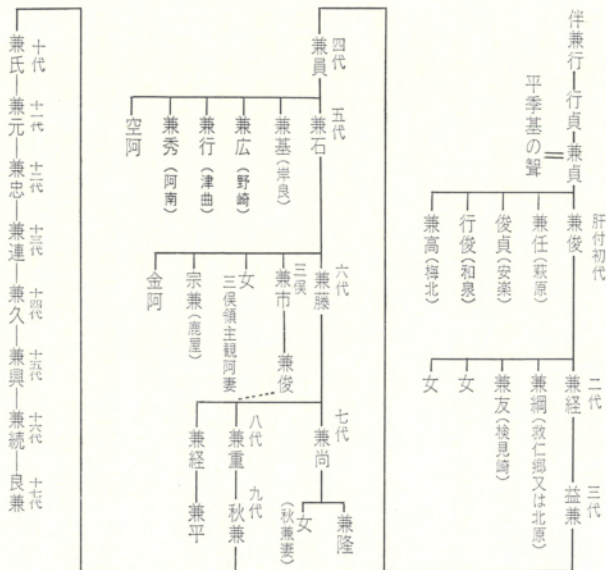 伴兼行―行貞―兼貞
平季基の聟
肝付初代
兼俊
兼任(萩原)
俊貞(安楽)
行俊(和泉)
兼高(梅北)
二代
兼経
兼綱(救仁郷又は北原)
兼友(検見崎)
女
女
三代
益兼
四代
兼員
五代
兼石
兼基(岸良)
兼広(野崎)
兼行(津曲)
兼秀(阿南)
空阿
六代
兼藤
三俣
兼市
兼俊
女
三俣領主観阿妻
宗兼(鹿屋)
金阿
七代
兼尚
兼隆
女
(秋兼妻)
八代
兼重
九代
秋兼
兼経
兼平
十代
兼氏
十一代
兼元
十二代
兼忠
十三代
兼連
十四代
兼久
十五代
兼興
十六代
兼続
十七代
良兼